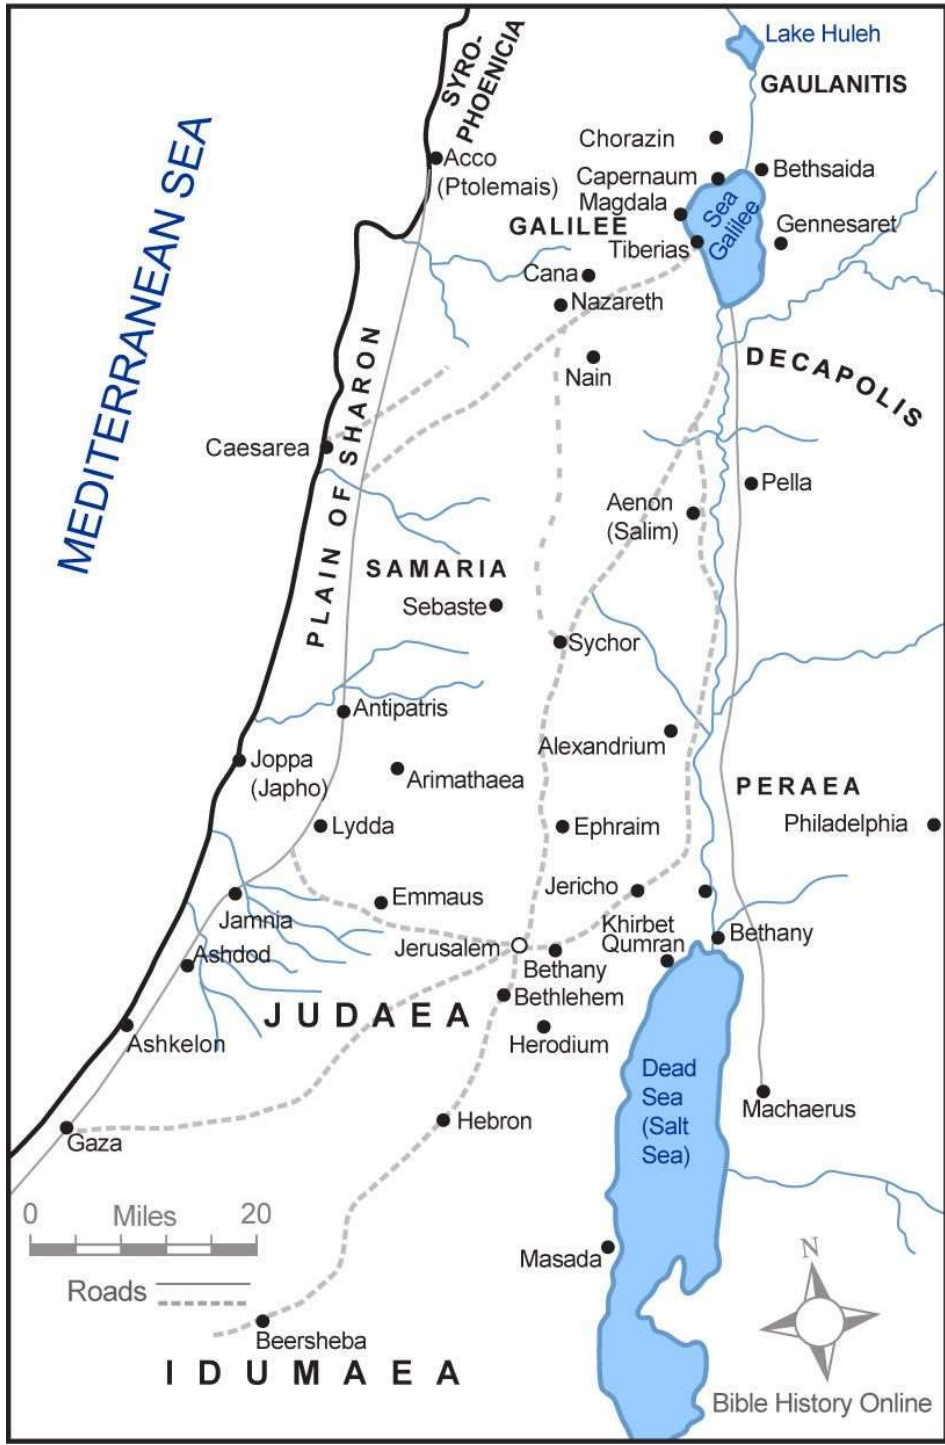 Lake Huleh
SYRO-
PHOENICIA
GAULANITIS
MEDITERRANEAN SEA
Chorazin
Acco
(Ptolemais)
Bethsaida
Capernaum
Magdala
Sea
Galilee
GALILEE
Gennesaret
Tiberias
Cana
Nazareth
PLAIN OF SHARON
DECAPOLIS
Nain
Caesarea
Pella
Aenon
(Salim)
SAMARIA
Sebaste
Sychor
Antipatris
Alexandrium
Joppa
(Japho)
Arimathaea
PERAEA
Lydda
Ephraim
Philadelphia
Jericho
Emmaus
Jamnia
Khirbet
Qumran
Bethany
Jerusalem
Ashdod
Bethany
Bethlehem
JUDAEA
Ashkelon
Herodium
Dead
Sea
(Salt
Sea)
Machaerus
Hebron
Gaza
0 Miles 20
Masada
N
Roads
Beersheba
IDUMAEA
Bible History Online